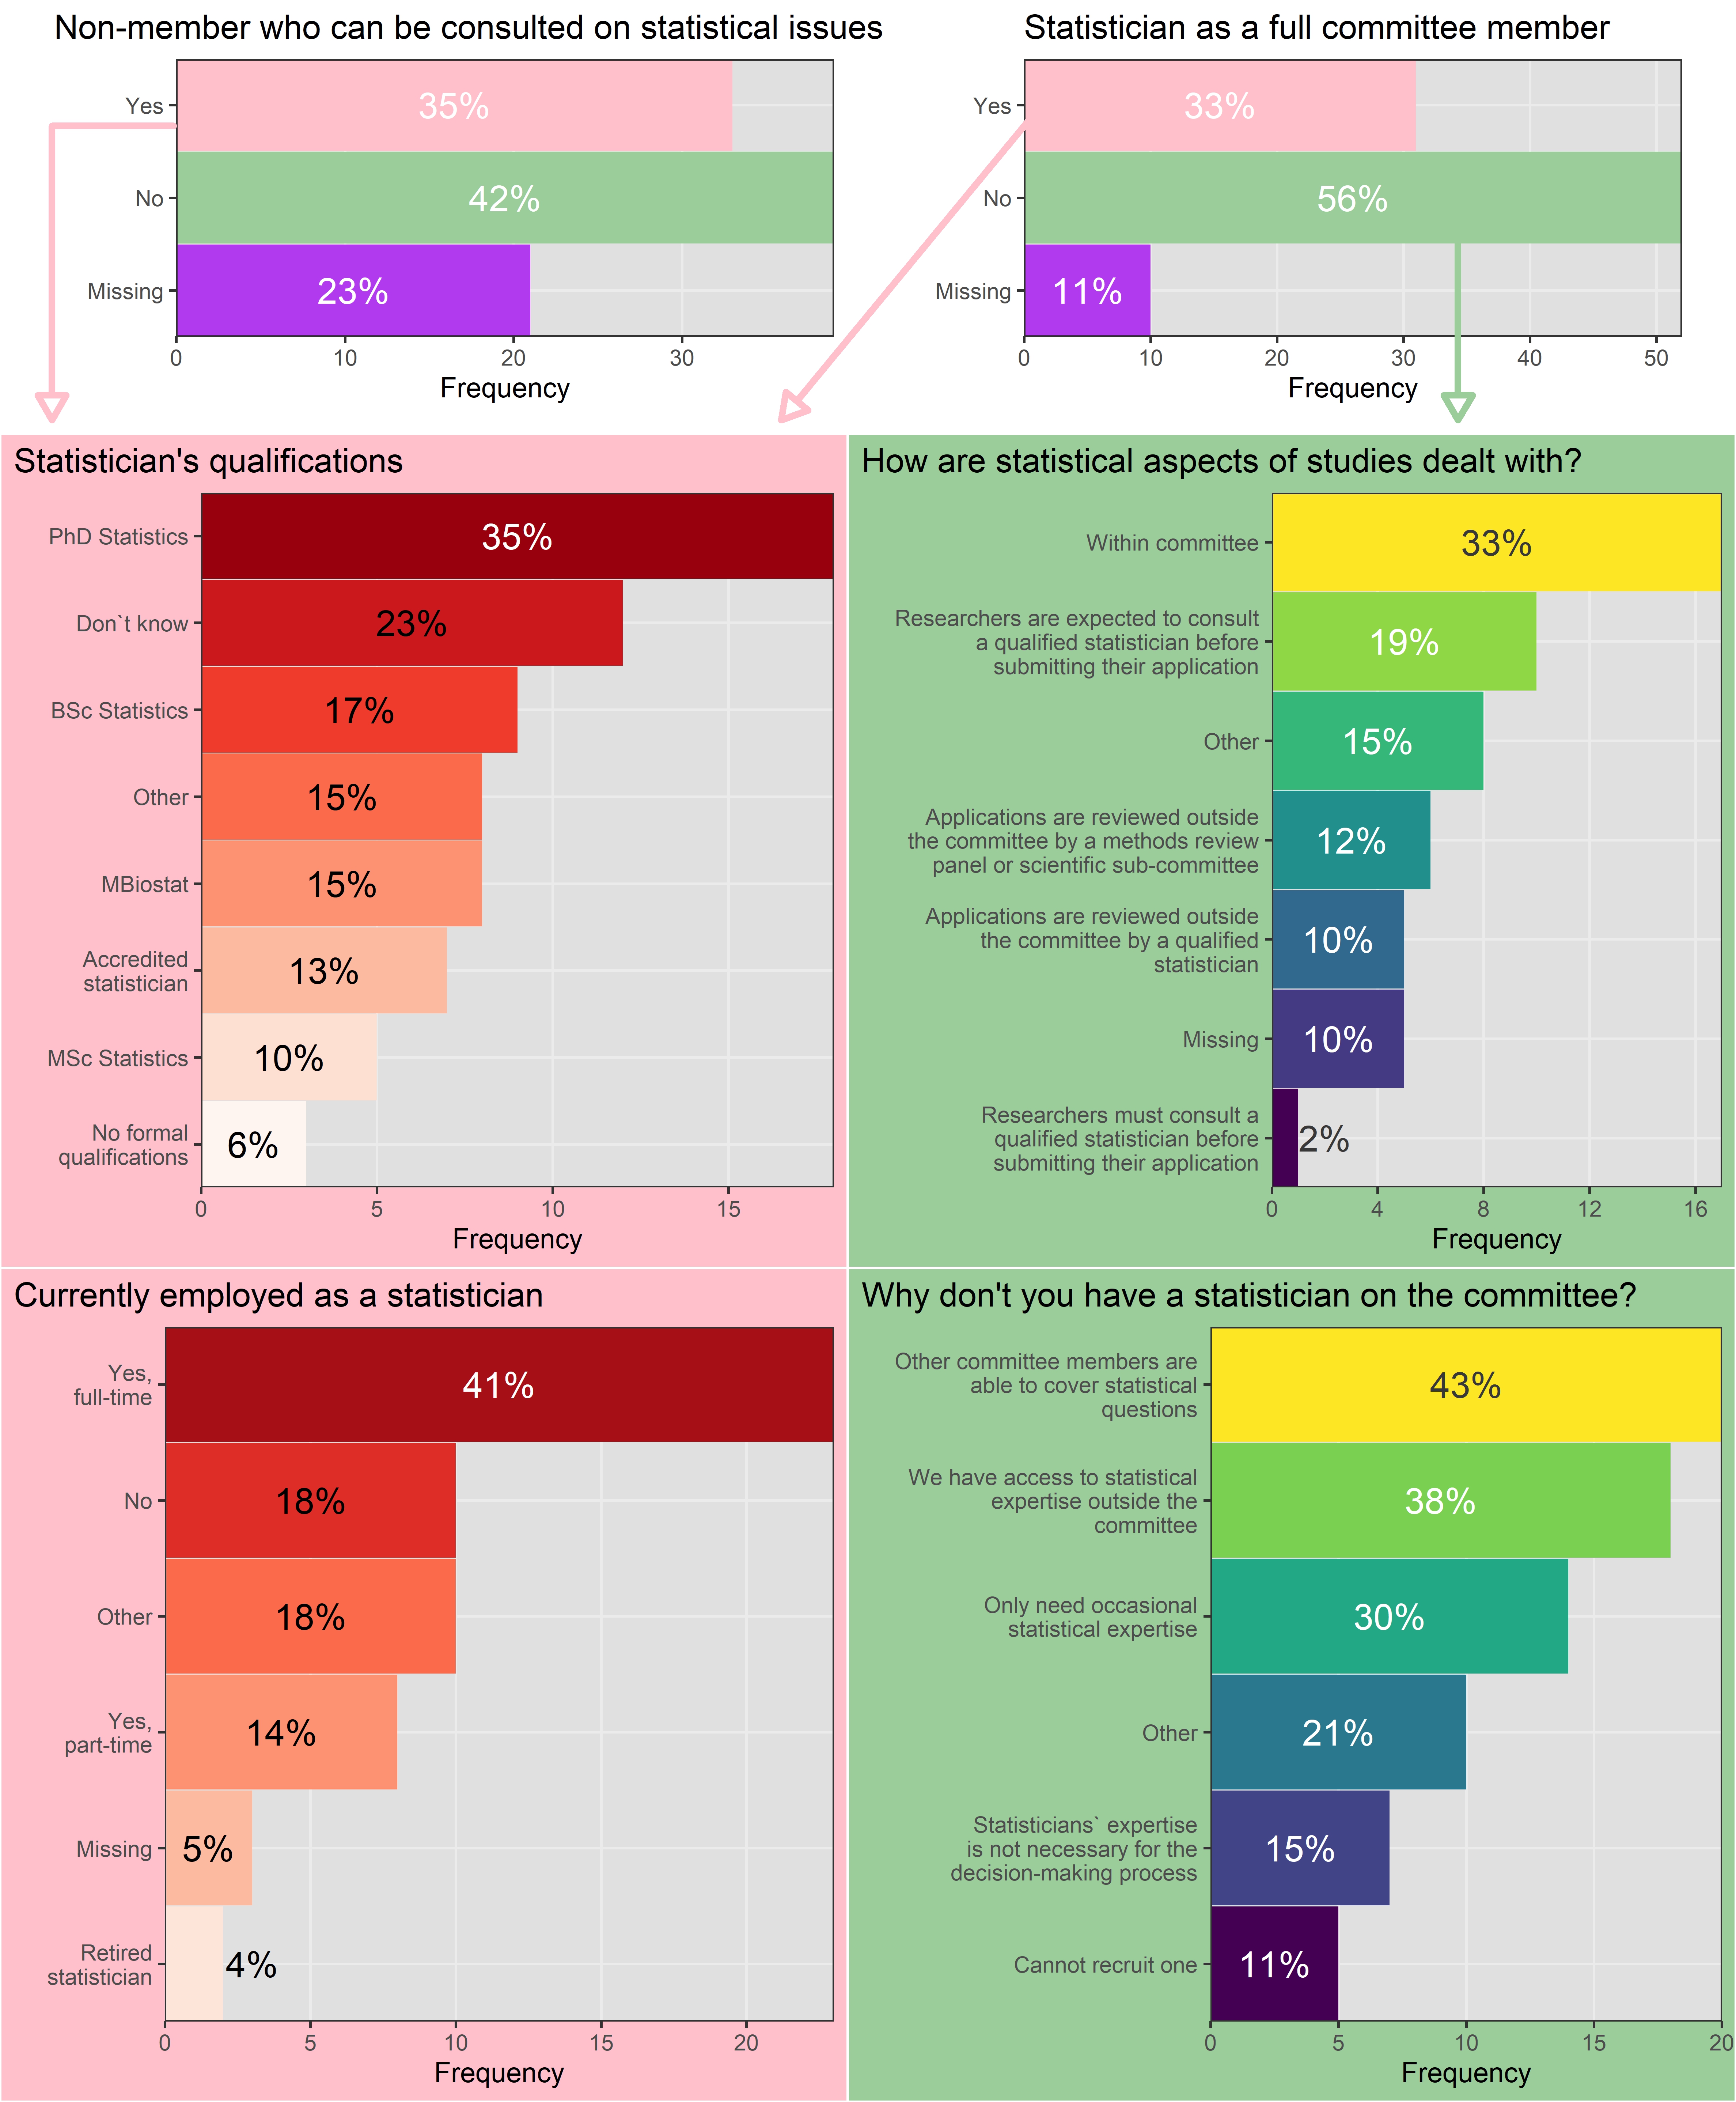 Non-member who can be consulted on statistical issues
Yes
35%
No
42%
Missing
23%
0 10 20 30
Frequency
Statistician as a full committee member
Yes
33%
No
56%
Missing
11%
0 10 20 30 40 50
Frequency
Statistician's qualifications
PhD Statistics
35%
Don`t know
23%
BSc Statistics
17%
Other
15%
MBiostat
15%
Accredited
statistician
13%
MSc Statistics
10%
No formal
qualifications
6%
0 5 10 15
Frequency
How are statistical aspects of studies dealt with?
Within committee
33%
Researchers are expected to consult
a qualified statistician before
submitting their application
19%
Other
15%
Applications are reviewed outside
the committee by a methods review
panel or scientific sub-committee
12%
Applications are reviewed outside
the committee by a qualified
statistician
10%
Missing
10%
Researchers must consult a
qualified statistician before
submitting their application
2%
0 4 8 12 16
Frequency
Currently employed as a statistician
Yes,
full-time
41%
No
18%
Other
18%
Yes,
part-time
14%
Missing
5%
Retired
statistician
4%
0 5 10 15 20
Frequency
Why don't you have a statistician on the committee?
Other committee members are
able to cover statistical
questions
43%
We have access to statistical
expertise outside the
committee
38%
Only need occasional
statistical expertise
30%
Other
21%
Statisticians` expertise
is not necessary for the
decision-making process
15%
Cannot recruit one
11%
0 5 10 15 20
Frequency